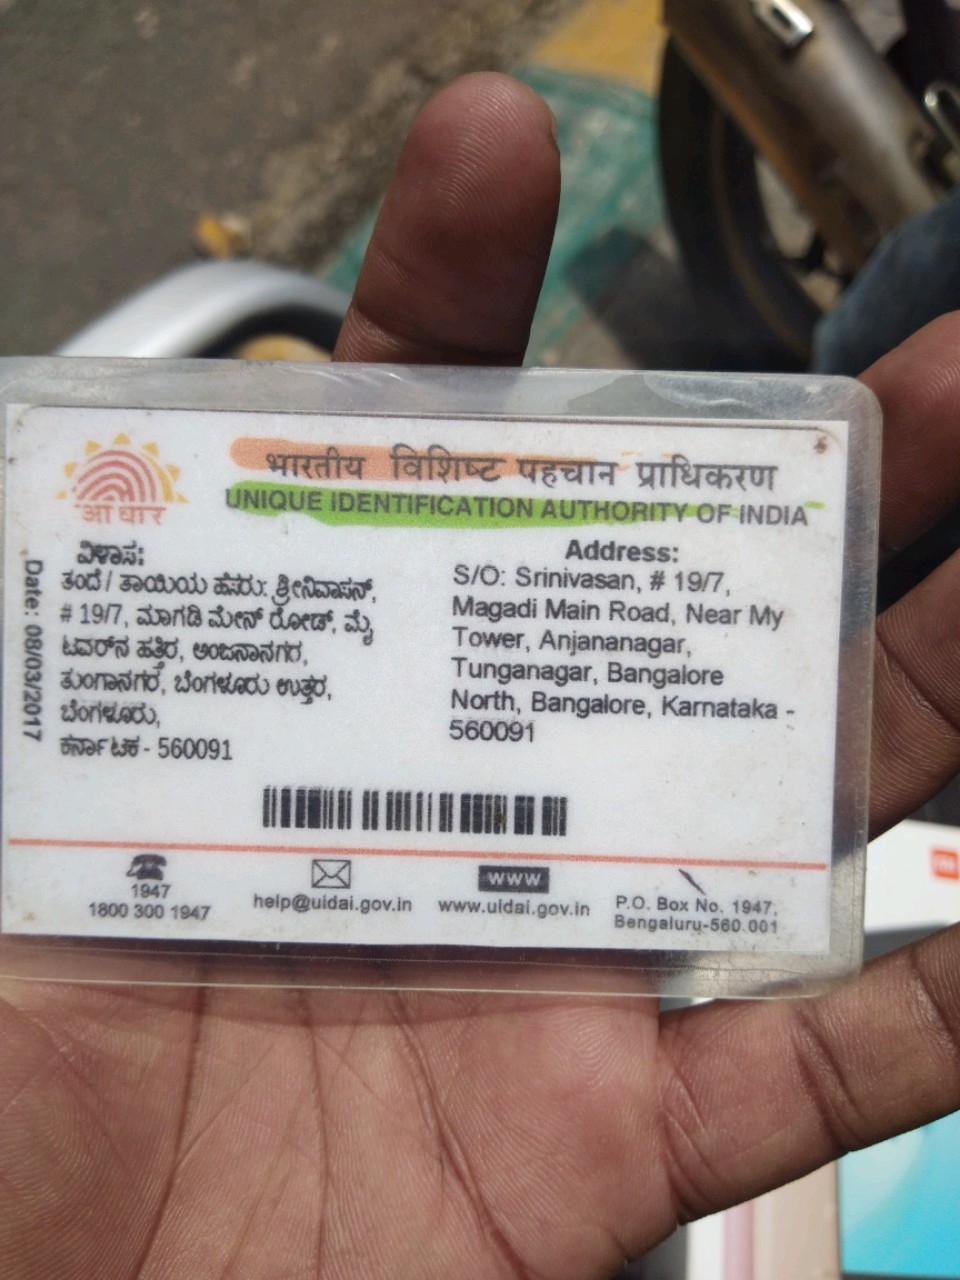 आधार
भारतीय विशिष्ट पहचान प्राधिकरण
UNIQUE IDENTIFICATION AUTHORITY OF INDIA
Date: 08/03/2017
ವಿಳಾಸ:
ತಂದೆ / ತಾಯಿಯ ಹೆಸರು: ಶ್ರೀನಿವಾಸನ್,
# 19/7, ಮಾಗಡಿ ಮೇನ್ ರೋಡ್, ಮೈ
ಟವರ್‌ನ ಹತ್ತಿರ, ಅಂಜನಾನಗರ,
ತುಂಗಾನಗರ, ಬೆಂಗಳೂರು ಉತ್ತರ,
ಬೆಂಗಳೂರು,
ಕರ್ನಾಟಕ - 560091
Address:
S/O: Srinivasan, # 19/7,
Magadi Main Road, Near My
Tower, Anjananagar,
Tunganagar, Bangalore
North, Bangalore, Karnataka -
560091
1947
1800 300 1947
help@uidai.gov.in
www
www.uidai.gov.in
P.O. Box No. 1947,
Bengaluru-560 001